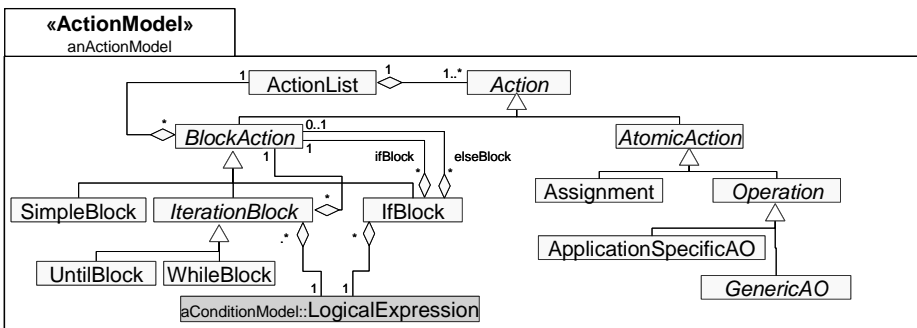 «ActionModel»
anActionModel
1 ActionList 1 1..* Action
* BlockAction 0..1 AtomicAction
1 1 ifBlock elseBlock
* * Assignment Operation
SimpleBlock IterationBlock * IfBlock
.* * ApplicationSpecificAO
UntilBlock WhileBlock GenericAO
1 1
aConditionModel::LogicalExpression